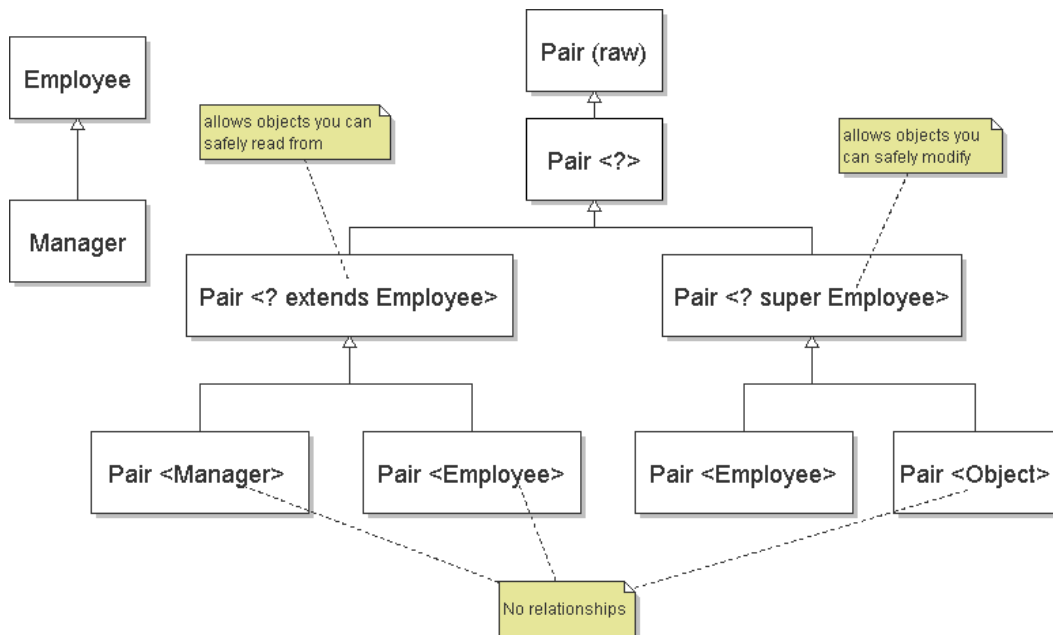 Pair (raw)
Employee
allows objects you can
safely read from
allows objects you
can safely modify
Pair <?>
Manager
Pair <? extends Employee>
Pair <? super Employee>
Pair <Manager>
Pair <Employee>
Pair <Employee>
Pair <Object>
No relationships